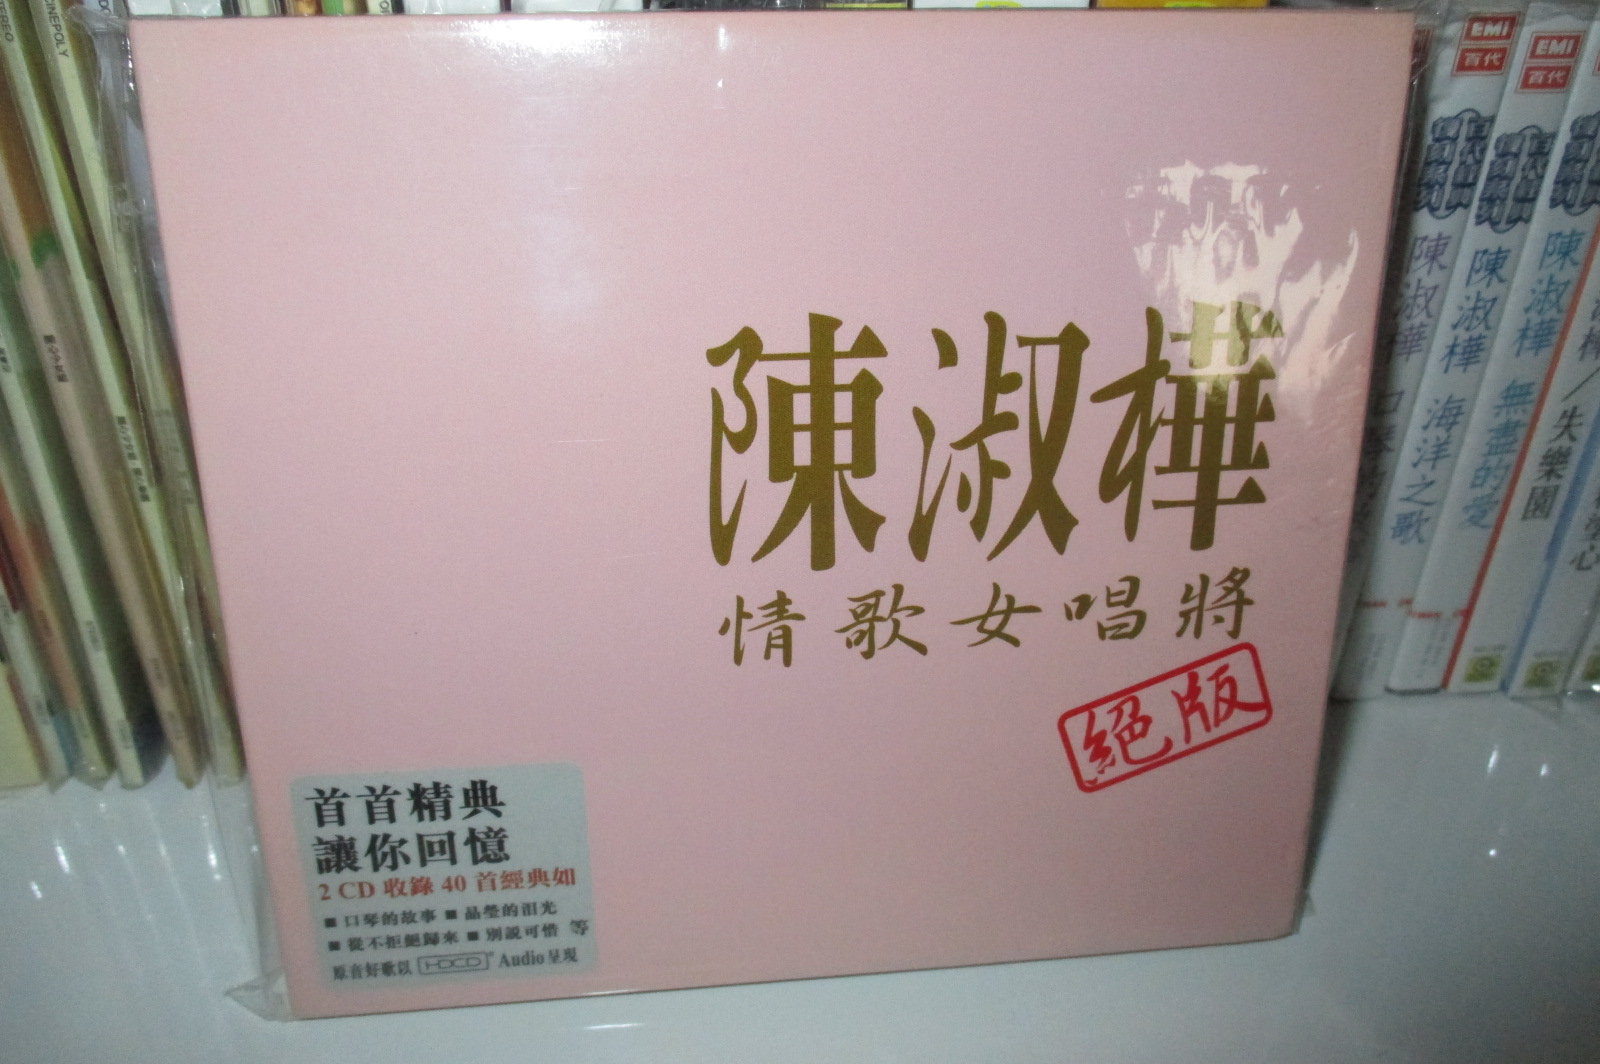 CINEPOLY
陳淑樺
情歌女唱將
絕版
首首精典
讓你回憶
2 CD 收錄 40 首經典如
■ 口琴的故事 ■ 晶瑩的泪光
■ 從不拒絕歸來 ■ 別說可惜 等
原音好歌以 HDCD® Audio 呈現
EMI
百代
陳淑樺
EMI
百代
陳淑樺 海洋之歌
陳淑樺 無盡的愛
失樂園